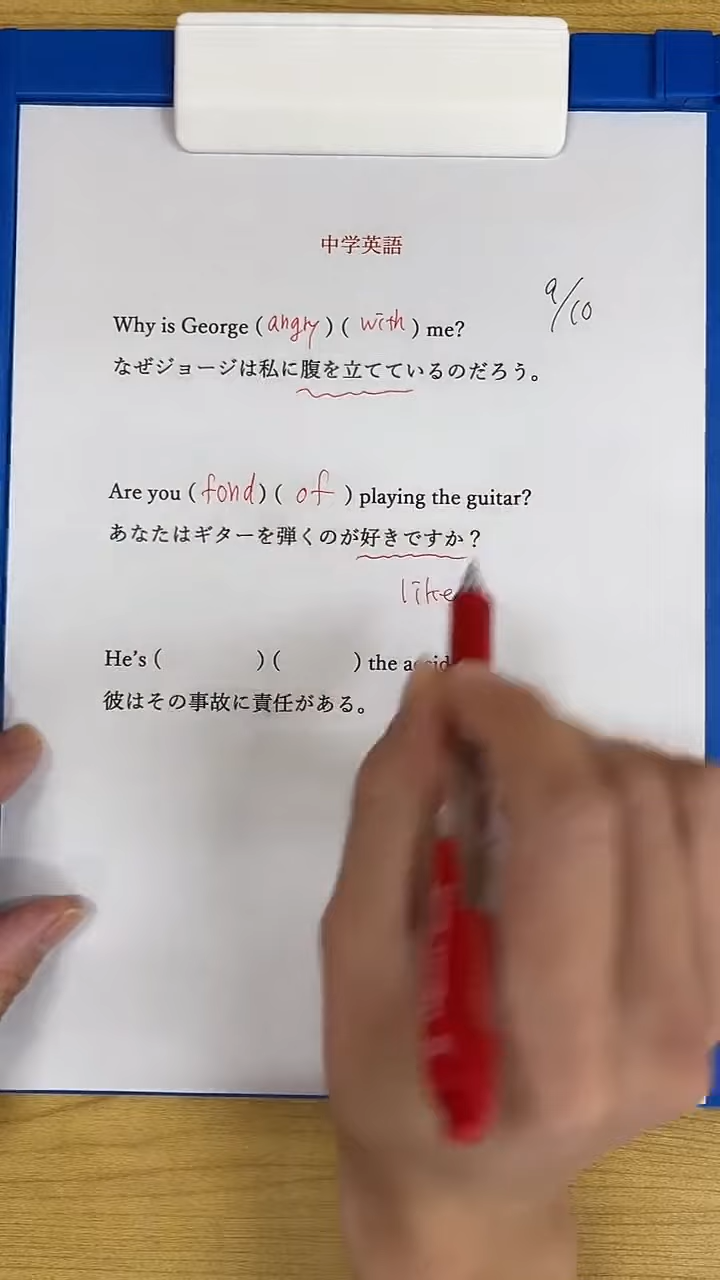 中学英語
9/10
Why is George ( angry ) ( with ) me?
なぜジョージは私に腹を立てているのだろう。
Are you ( fond ) ( of ) playing the guitar?
あなたはギターを弾くのが好きですか？
like
He's (          ) (          ) the
彼はその事故に責任がある。